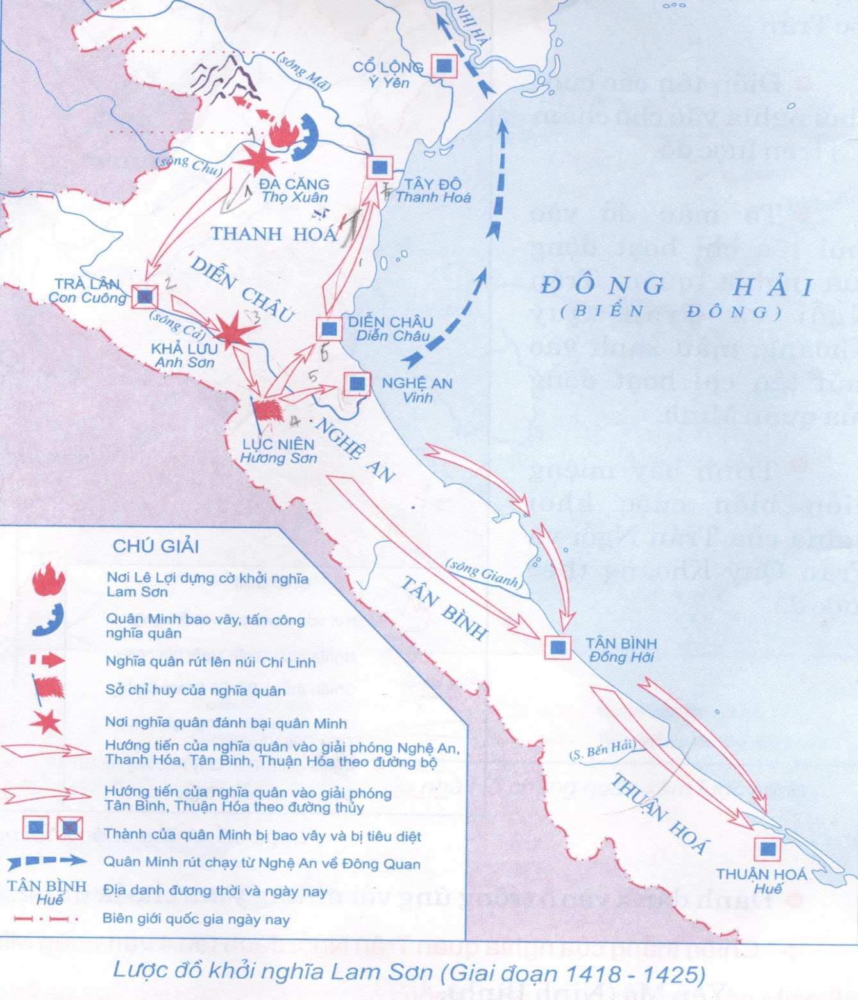 NHỊ HÀ
(sông Mã)
CỔ LỘNG
Ý Yên
1
(sông Chu)
ĐA CĂNG
Thọ Xuân
1
TÂY ĐÔ
Thanh Hoá
THANH HOÁ
DIỄN CHÂU
TRÀ LÂN
Con Cuông
2
3
(sông Cả)
KHẢ LƯU
Anh Sơn
DIỄN CHÂU
Diễn Châu
ĐÔNG HẢI
(BIỂN ĐÔNG)
5
NGHỆ AN
Vinh
4
LỤC NIÊN
Hương Sơn
NGHỆ AN
(sông Gianh)
TÂN BÌNH
TÂN BÌNH
Đồng Hới
(S. Bến Hải)
THUẬN HOÁ
THUẬN HOÁ
Huế
CHÚ GIẢI
Nơi Lê Lợi dựng cờ khởi nghĩa
Lam Sơn
Quân Minh bao vây, tấn công
nghĩa quân
Nghĩa quân rút lên núi Chí Linh
Sở chỉ huy của nghĩa quân
Nơi nghĩa quân đánh bại quân Minh
Hướng tiến của nghĩa quân vào giải phóng Nghệ An,
Thanh Hóa, Tân Bình, Thuận Hóa theo đường bộ
Hướng tiến của nghĩa quân vào giải phóng
Tân Bình, Thuận Hóa theo đường thủy
Thành của quân Minh bị bao vây và bị tiêu diệt
Quân Minh rút chạy từ Nghệ An về Đông Quan
TÂN BÌNH
Huế
Địa danh đương thời và ngày nay
Biên giới quốc gia ngày nay
Lược đồ khởi nghĩa Lam Sơn (Giai đoạn 1418 - 1425)